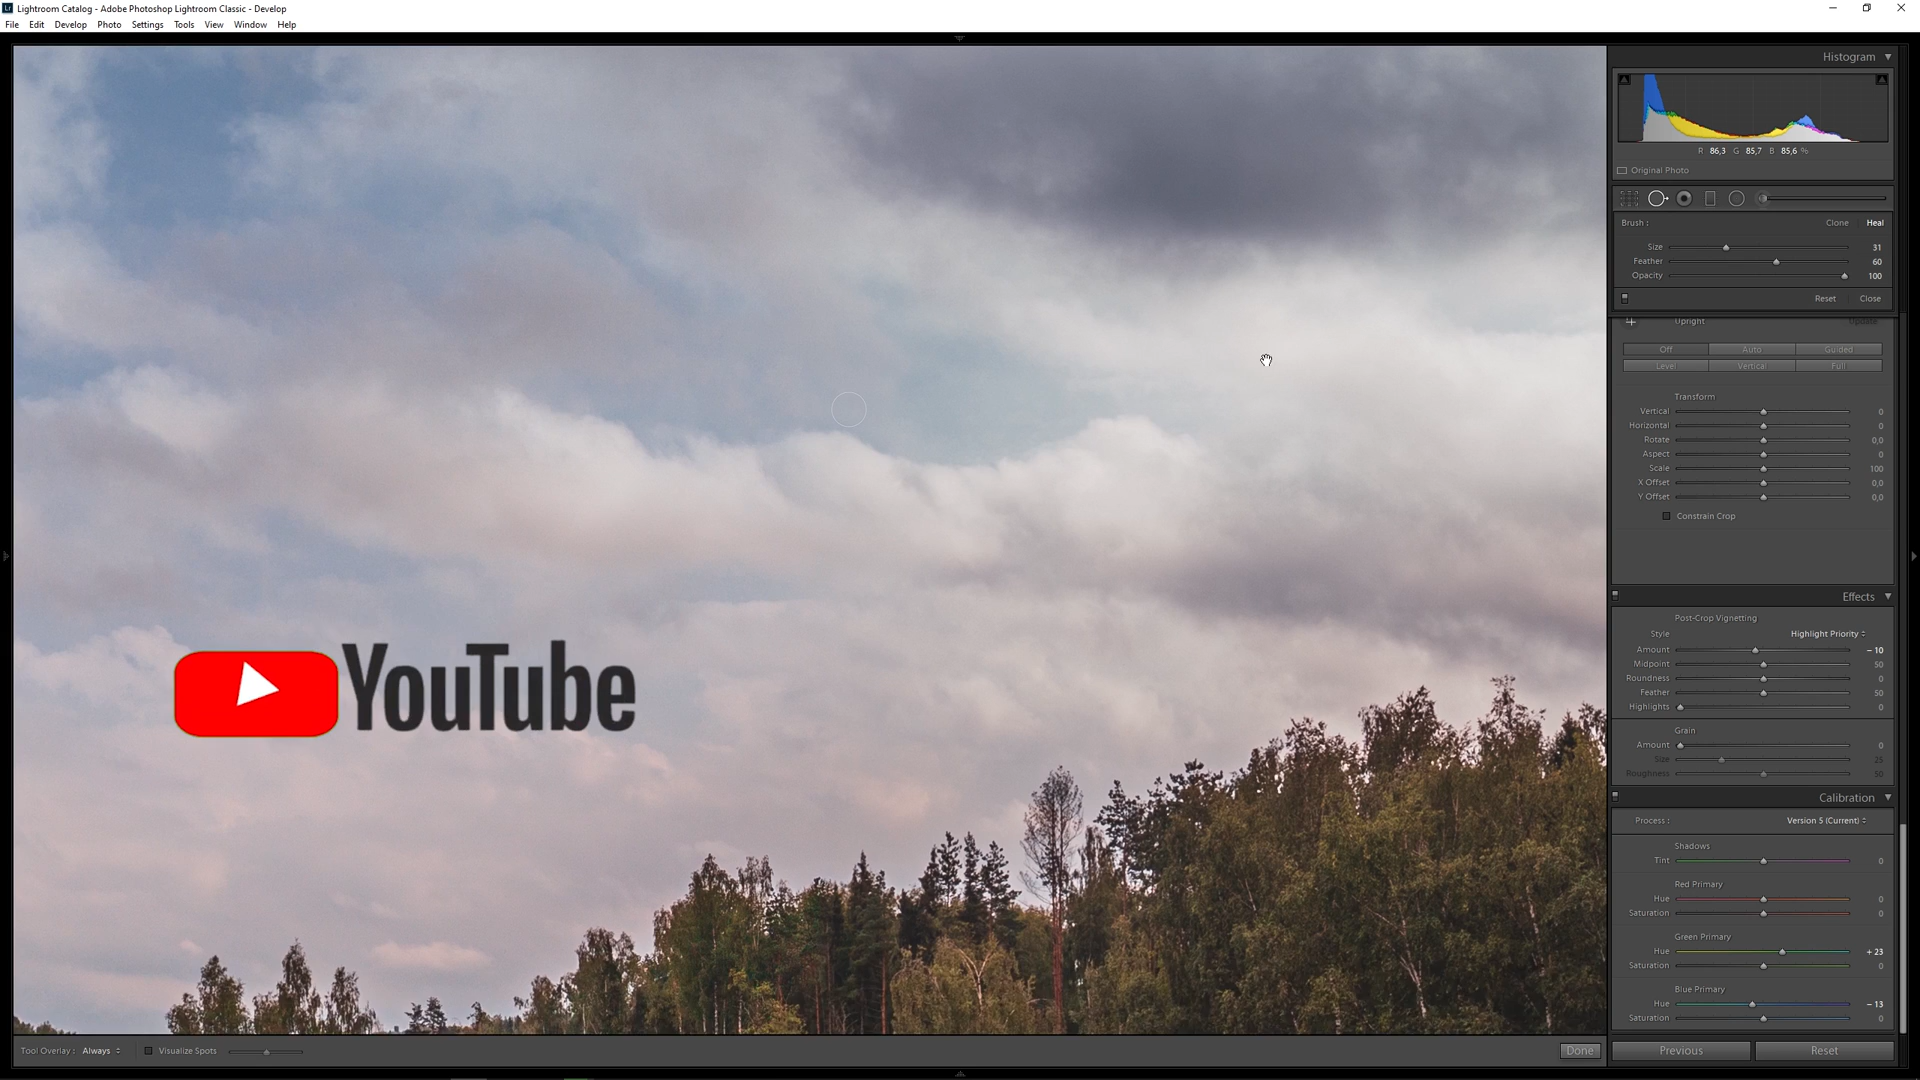 Lightroom Catalog - Adobe Photoshop Lightroom Classic - Develop
File Edit Develop Photo Settings Tools View Window Help
Histogram
R 86,3 G 85,7 B 85,6 %
Original Photo
Brush : Clone Heal
Size 31
Feather 60
Opacity 100
Reset Close
Upright Update
Off Auto Guided
Level Vertical Full
Transform
Vertical 0
Horizontal 0
Rotate 0,0
Aspect 0
Scale 100
X Offset 0,0
Y Offset 0,0
Constrain Crop
Effects
Post-Crop Vignetting
Style Highlight Priority
Amount – 10
Midpoint 50
Roundness 0
Feather 50
Highlights 0
Grain
Amount 0
Size 25
Roughness 50
Calibration
Process : Version 5 (Current)
Shadows
Tint 0
Red Primary
Hue 0
Saturation 0
Green Primary
Hue + 23
Saturation 0
Blue Primary
Hue – 13
Saturation 0
YouTube
Tool Overlay : Always Visualize Spots Done
Previous Reset